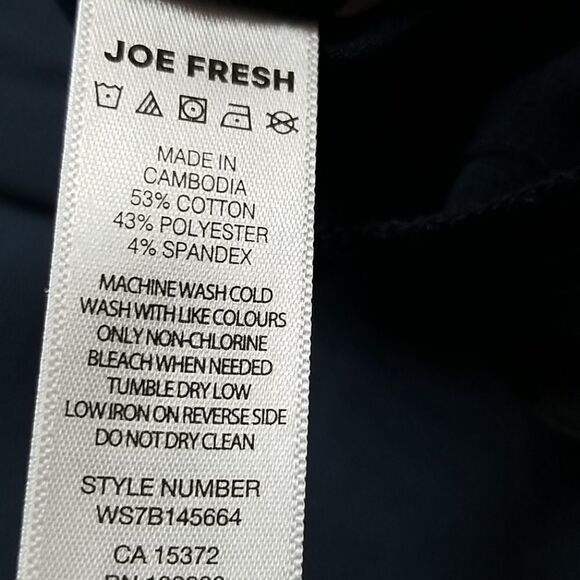 JOE FRESH
MADE IN
CAMBODIA
53% COTTON
43% POLYESTER
4% SPANDEX
MACHINE WASH COLD
WASH WITH LIKE COLOURS
ONLY NON-CHLORINE
BLEACH WHEN NEEDED
TUMBLE DRY LOW
LOW IRON ON REVERSE SIDE
DO NOT DRY CLEAN
STYLE NUMBER
WS7B145664
CA 15372